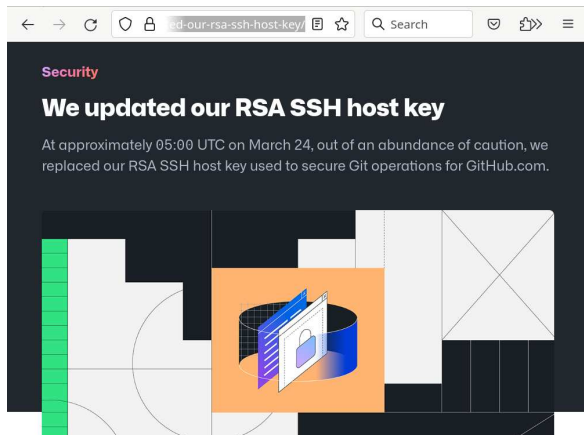 ed-our-rsa-ssh-host-key/
Search
Security
We updated our RSA SSH host key
At approximately 05:00 UTC on March 24, out of an abundance of caution, we
replaced our RSA SSH host key used to secure Git operations for GitHub.com.